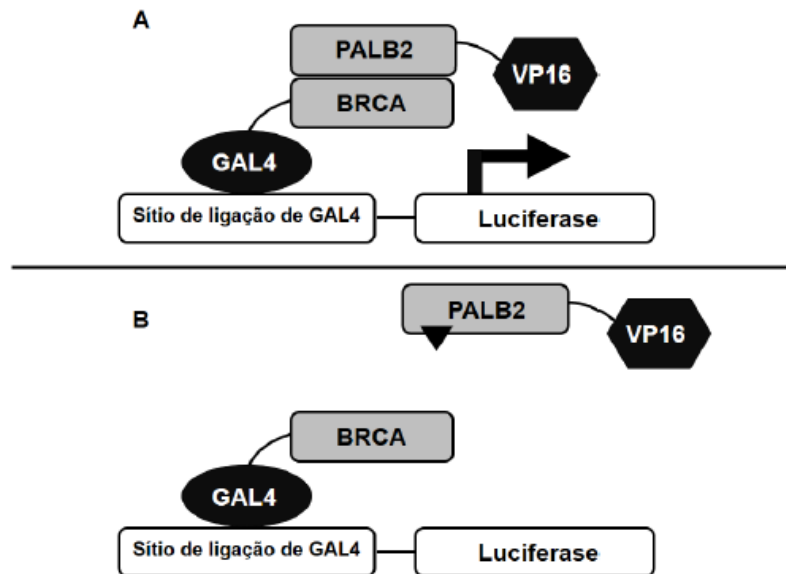 A
PALB2
VP16
BRCA
GAL4
Sítio de ligação de GAL4
Luciferase
B
PALB2
VP16
BRCA
GAL4
Sítio de ligação de GAL4
Luciferase